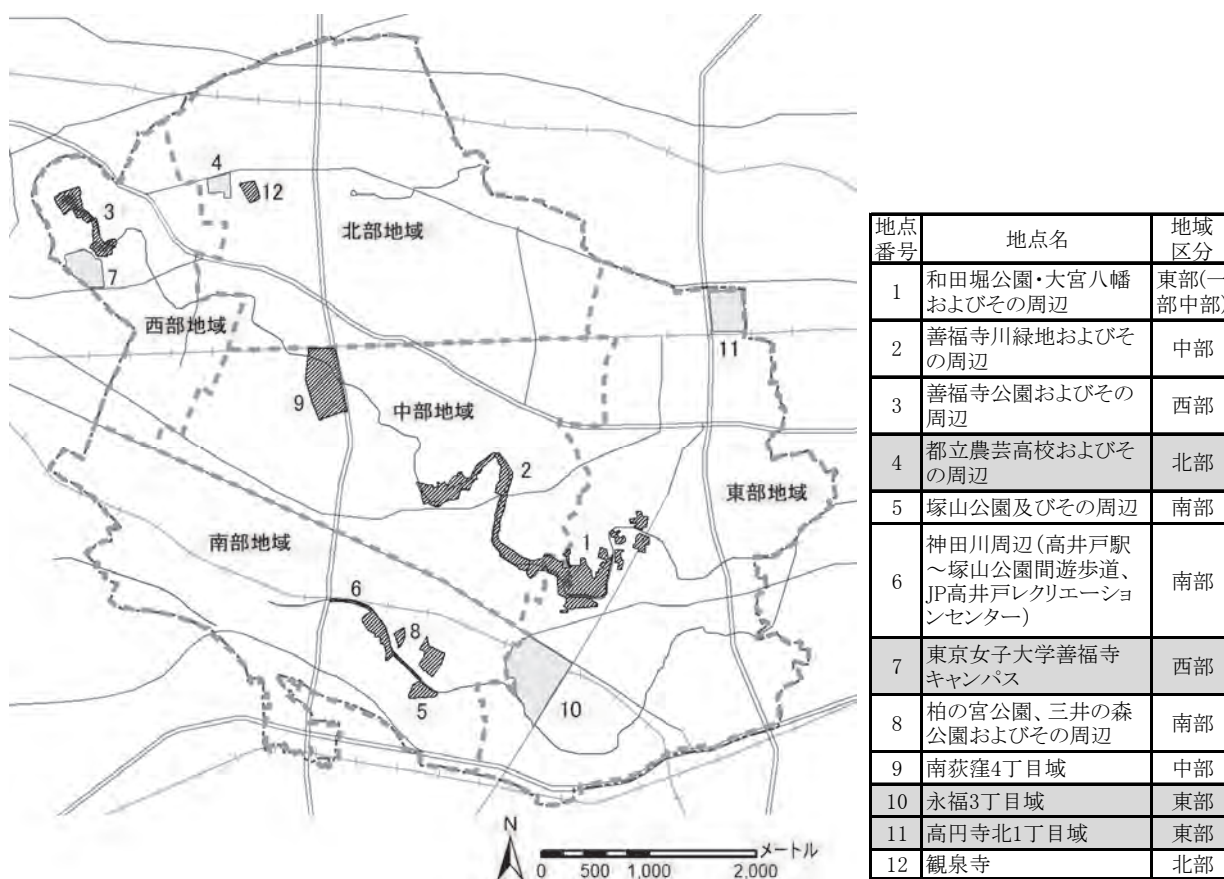 4
12
3
北部地域
7
西部地域
11
9
中部地域
2
東部地域
南部地域
1
6
8
5
10
N
メートル
0 500 1,000 2,000
地点
番号
地点名
地域
区分
1
和田堀公園・大宮八幡
およびその周辺
東部(一
部中部)
2
善福寺川緑地およびそ
の周辺
中部
3
善福寺公園およびその
周辺
西部
4
都立農芸高校およびそ
の周辺
北部
5
塚山公園及びその周辺
南部
6
神田川周辺(高井戸駅
~塚山公園間遊歩道、
JP高井戸レクリエーショ
ンセンター)
南部
7
東京女子大学善福寺
キャンパス
西部
8
柏の宮公園、三井の森
公園およびその周辺
南部
9
南荻窪4丁目域
中部
10
永福3丁目域
東部
11
高円寺北1丁目域
東部
12
観泉寺
北部